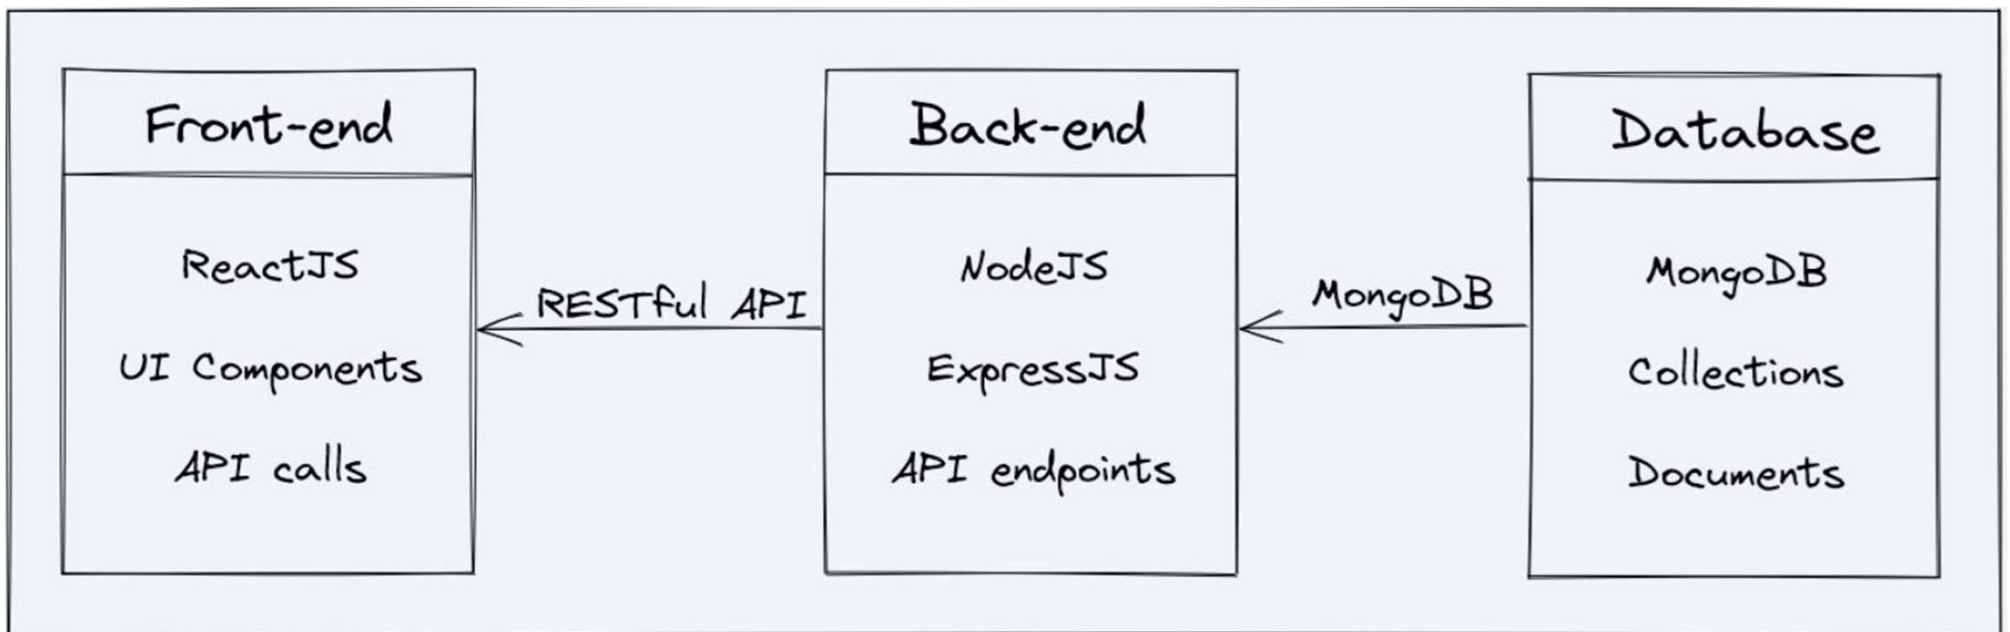 Front-end
ReactJS
UI Components
API calls
RESTful API
Back-end
NodeJS
ExpressJS
API endpoints
MongoDB
Database
MongoDB
Collections
Documents